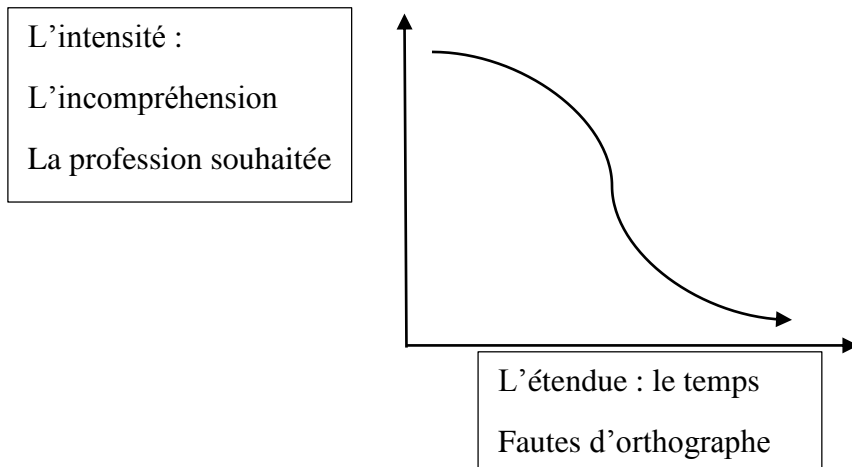 L’intensité :
L’incompréhension
La profession souhaitée
L’étendue : le temps
Fautes d’orthographe